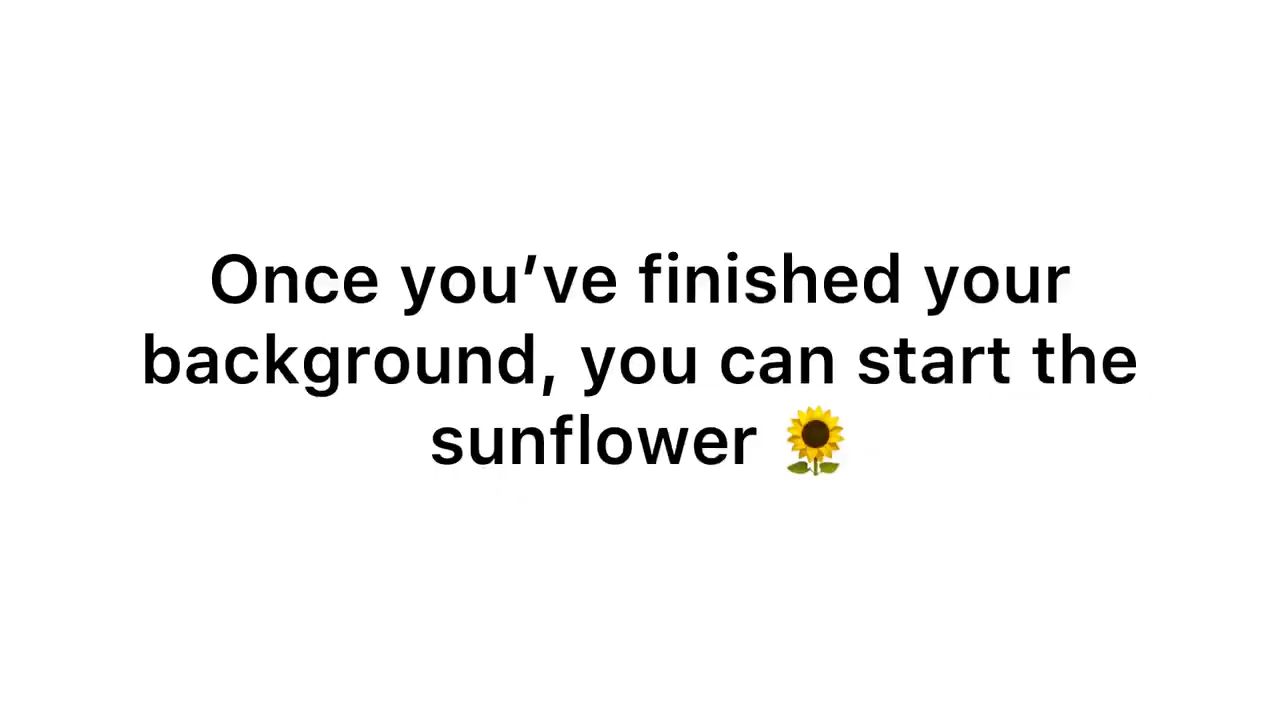 Once you’ve finished your
background, you can start the
sunflower 🌻